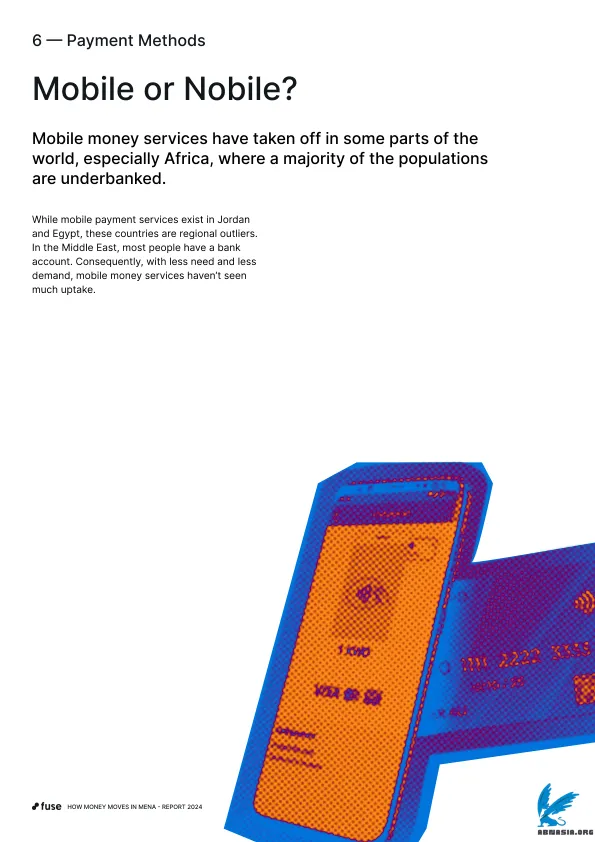 6 — Payment Methods
Mobile or Nobile?
Mobile money services have taken off in some parts of the
world, especially Africa, where a majority of the populations
are underbanked.
While mobile payment services exist in Jordan
and Egypt, these countries are regional outliers.
In the Middle East, most people have a bank
account. Consequently, with less need and less
demand, mobile money services haven't seen
much uptake.
1 KWD
VISA
2222
fuse HOW MONEY MOVES IN MENA - REPORT 2024
ABNASIA.ORG